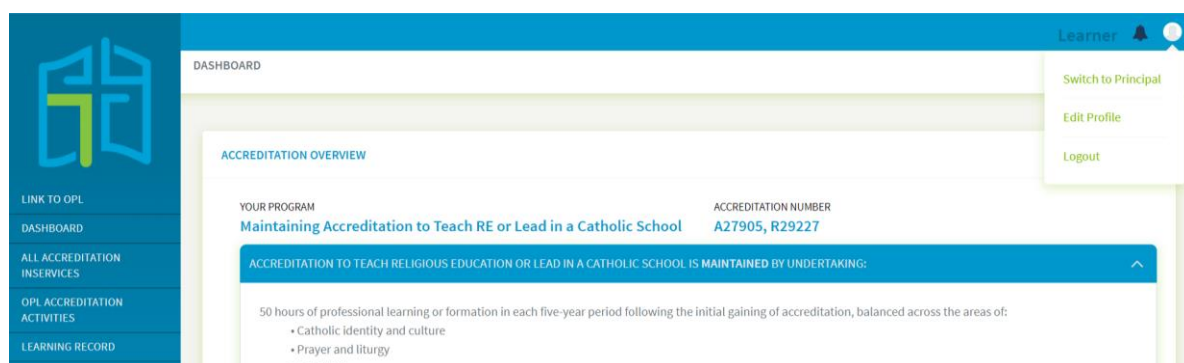 Learner
DASHBOARD
Switch to Principal
Edit Profile
Logout
ACCREDITATION OVERVIEW
LINK TO OPL
DASHBOARD
ALL ACCREDITATION
INSERVICES
OPL ACCREDITATION
ACTIVITIES
LEARNING RECORD
YOUR PROGRAM
Maintaining Accreditation to Teach RE or Lead in a Catholic School
ACCREDITATION NUMBER
A27905, R29227
ACCREDITATION TO TEACH RELIGIOUS EDUCATION OR LEAD IN A CATHOLIC SCHOOL IS MAINTAINED BY UNDERTAKING:
50 hours of professional learning or formation in each five-year period following the initial gaining of accreditation, balanced across the areas of:
• Catholic identity and culture
• Prayer and liturgy